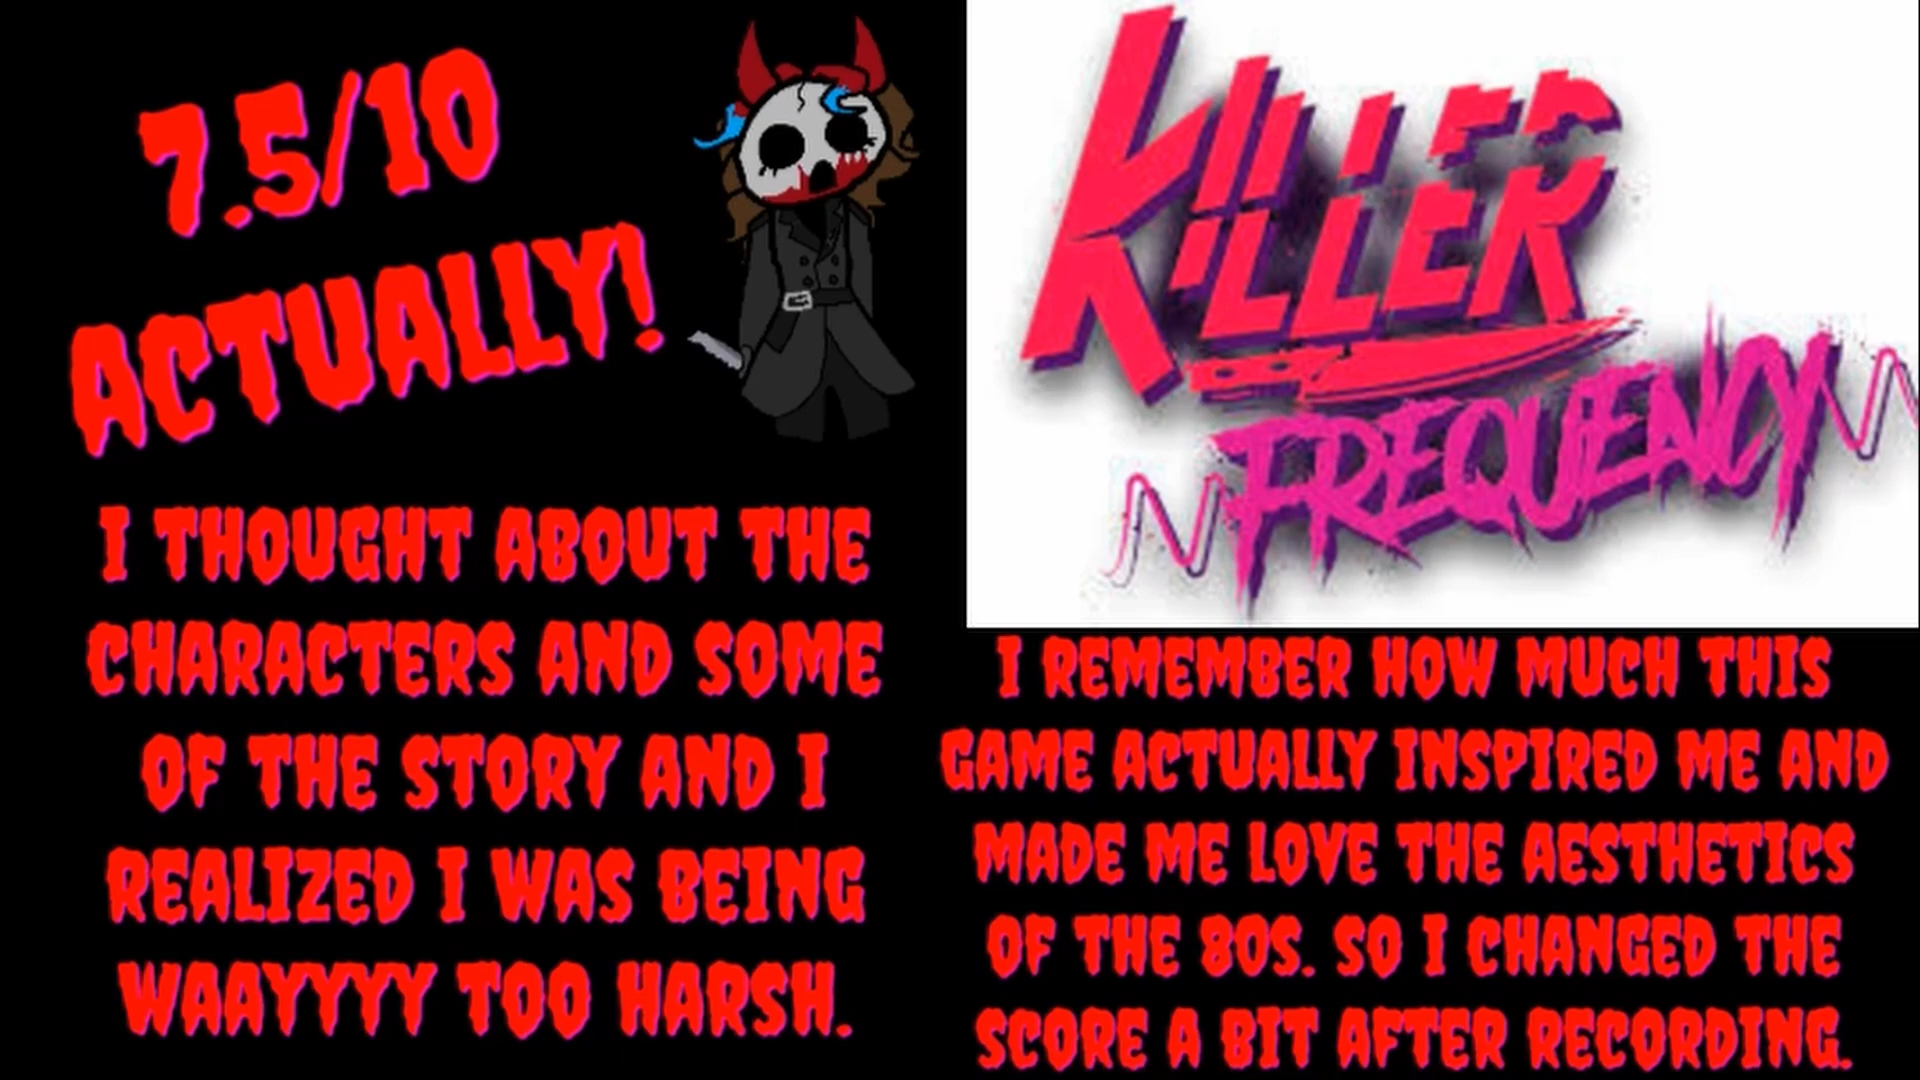 7.5/10
ACTUALLY!
I THOUGHT ABOUT THE
CHARACTERS AND SOME
OF THE STORY AND I
REALIZED I WAS BEING
WAAYYYY TOO HARSH.
KILLER
FREQUENCY
I REMEMBER HOW MUCH THIS
GAME ACTUALLY INSPIRED ME AND
MADE ME LOVE THE AESTHETICS
OF THE 80S. SO I CHANGED THE
SCORE A BIT AFTER RECORDING.